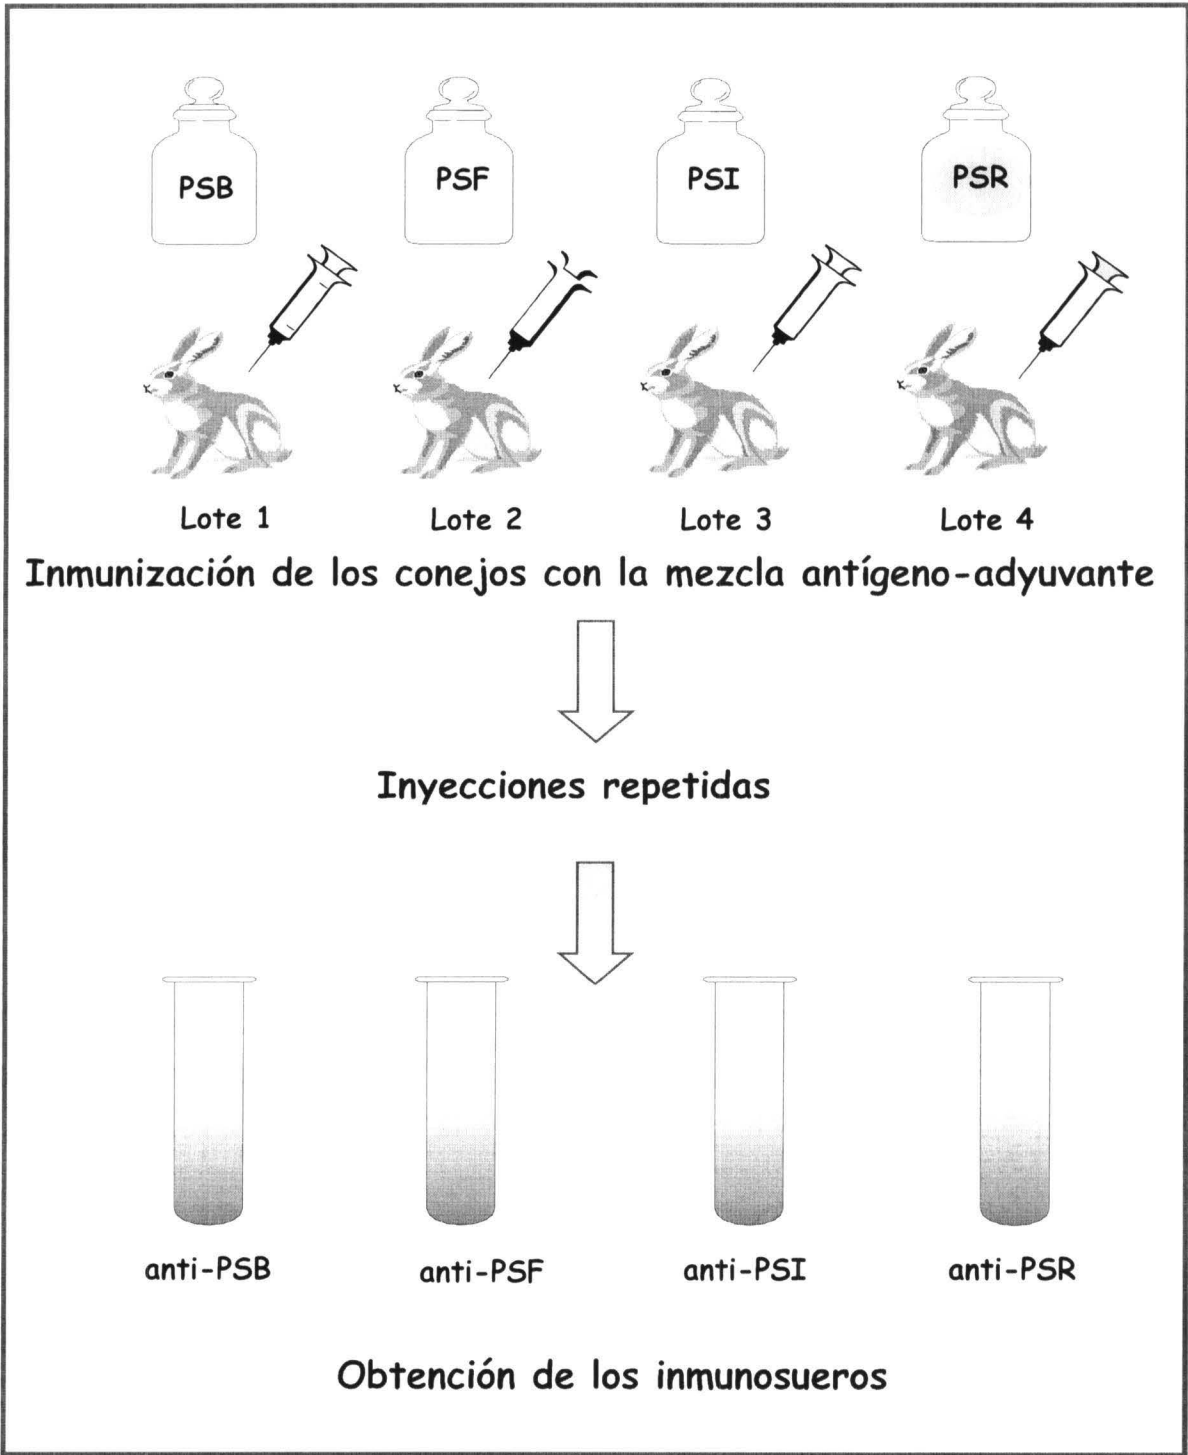 PSB PSF PSI PSR
Lote 1 Lote 2 Lote 3 Lote 4
Inmunización de los conejos con la mezcla antígeno-adyuvante
Inyecciones repetidas
anti-PSB anti-PSF anti-PSI anti-PSR
Obtención de los inmunosueros